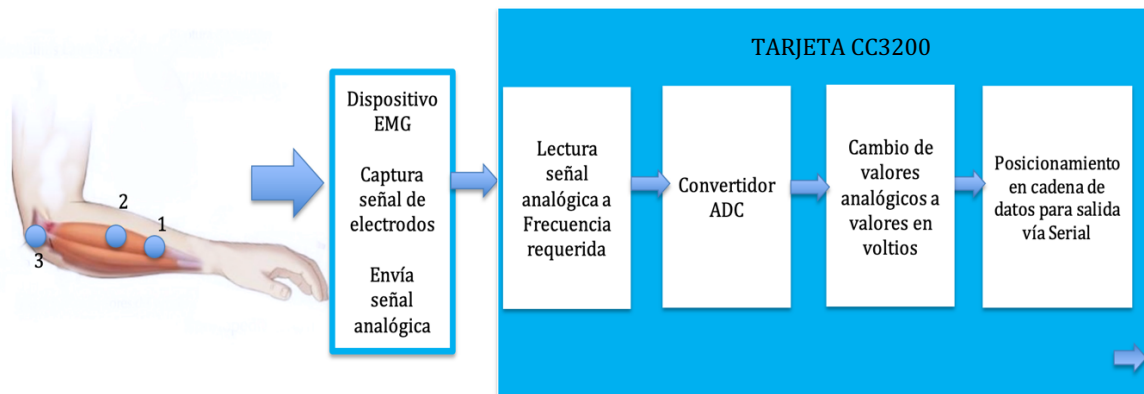 TARJETA CC3200
2
1
3
Dispositivo
EMG
Captura
señal de
electrodos
Envía
señal
analógica
Lectura
señal
analógica a
Frecuencia
requerida
Convertidor
ADC
Cambio de
valores
analógicos a
valores en
voltios
Posicionamiento
en cadena de
datos para salida
vía Serial